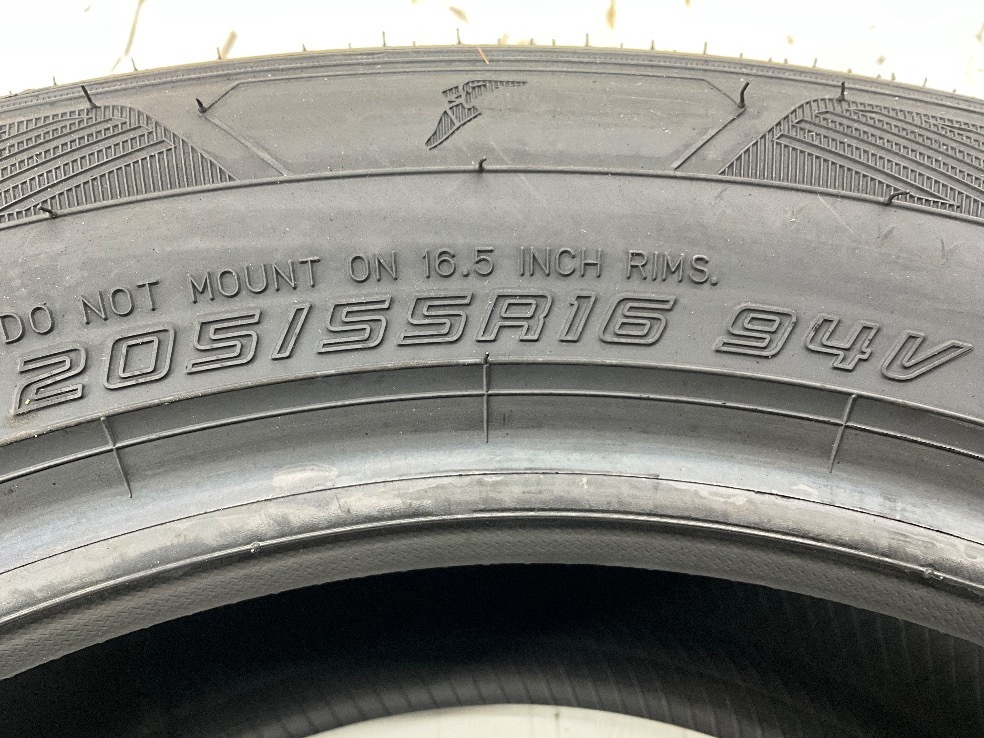 DO NOT MOUNT ON 16.5 INCH RIMS.
205/55R16 94V